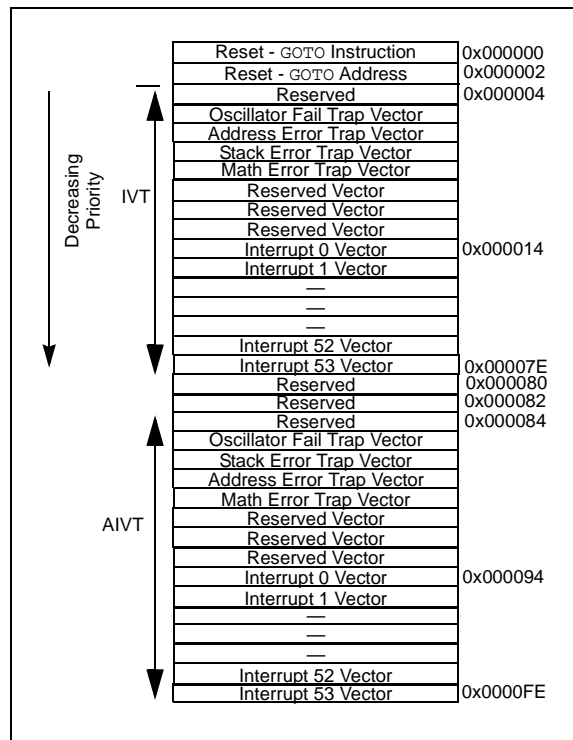 Reset - GOTO Instruction 0x000000
Reset - GOTO Address 0x000002
Reserved 0x000004
Oscillator Fail Trap Vector
Address Error Trap Vector
Stack Error Trap Vector
Math Error Trap Vector
Decreasing Priority
IVT
Reserved Vector
Reserved Vector
Reserved Vector
Interrupt 0 Vector 0x000014
Interrupt 1 Vector
—
—
—
Interrupt 52 Vector
Interrupt 53 Vector 0x00007E
Reserved 0x000080
Reserved 0x000082
Reserved 0x000084
Oscillator Fail Trap Vector
Stack Error Trap Vector
Address Error Trap Vector
Math Error Trap Vector
AIVT
Reserved Vector
Reserved Vector
Reserved Vector
Interrupt 0 Vector 0x000094
Interrupt 1 Vector
—
—
—
Interrupt 52 Vector
Interrupt 53 Vector 0x0000FE